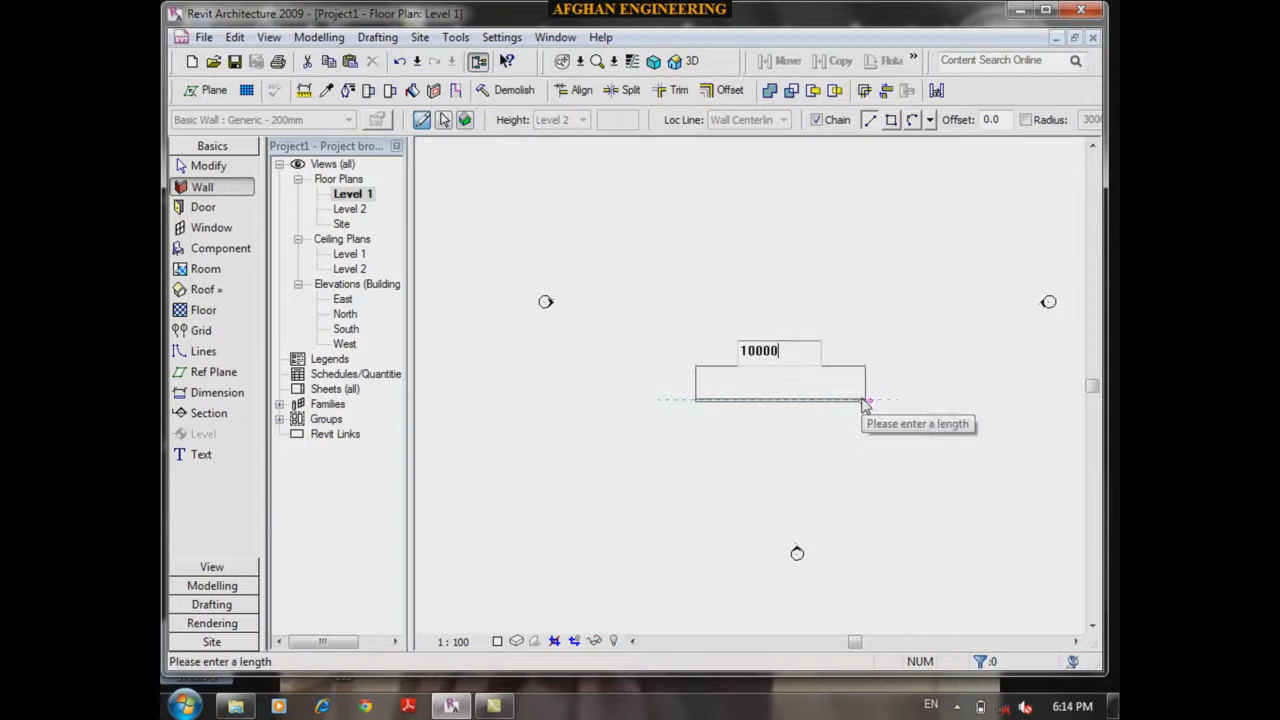 AFGHAN ENGINEERING
Revit Architecture 2009 - [Project1 - Floor Plan: Level 1]
File Edit View Modelling Drafting Site Tools Settings Window Help
3D Move Copy Rota » Content Search Online
Plane Demolish Align Split Trim Offset
Basic Wall : Generic - 200mm Height: Level 2 Loc Line: Wall Centerlin Chain Offset: 0.0 Radius: 3000
Basics
Modify
Wall
Door
Window
Component
Room
Roof »
Floor
Grid
Lines
Ref Plane
Dimension
Section
Level
Text
View
Modelling
Drafting
Rendering
Site
Project1 - Project bro...
Views (all)
Floor Plans
Level 1
Level 2
Site
Ceiling Plans
Level 1
Level 2
Elevations (Building
East
North
South
West
Legends
Schedules/Quantitie
Sheets (all)
Families
Groups
Revit Links
10000
Please enter a length
1 : 100
Please enter a length
NUM :0
EN 6:14 PM